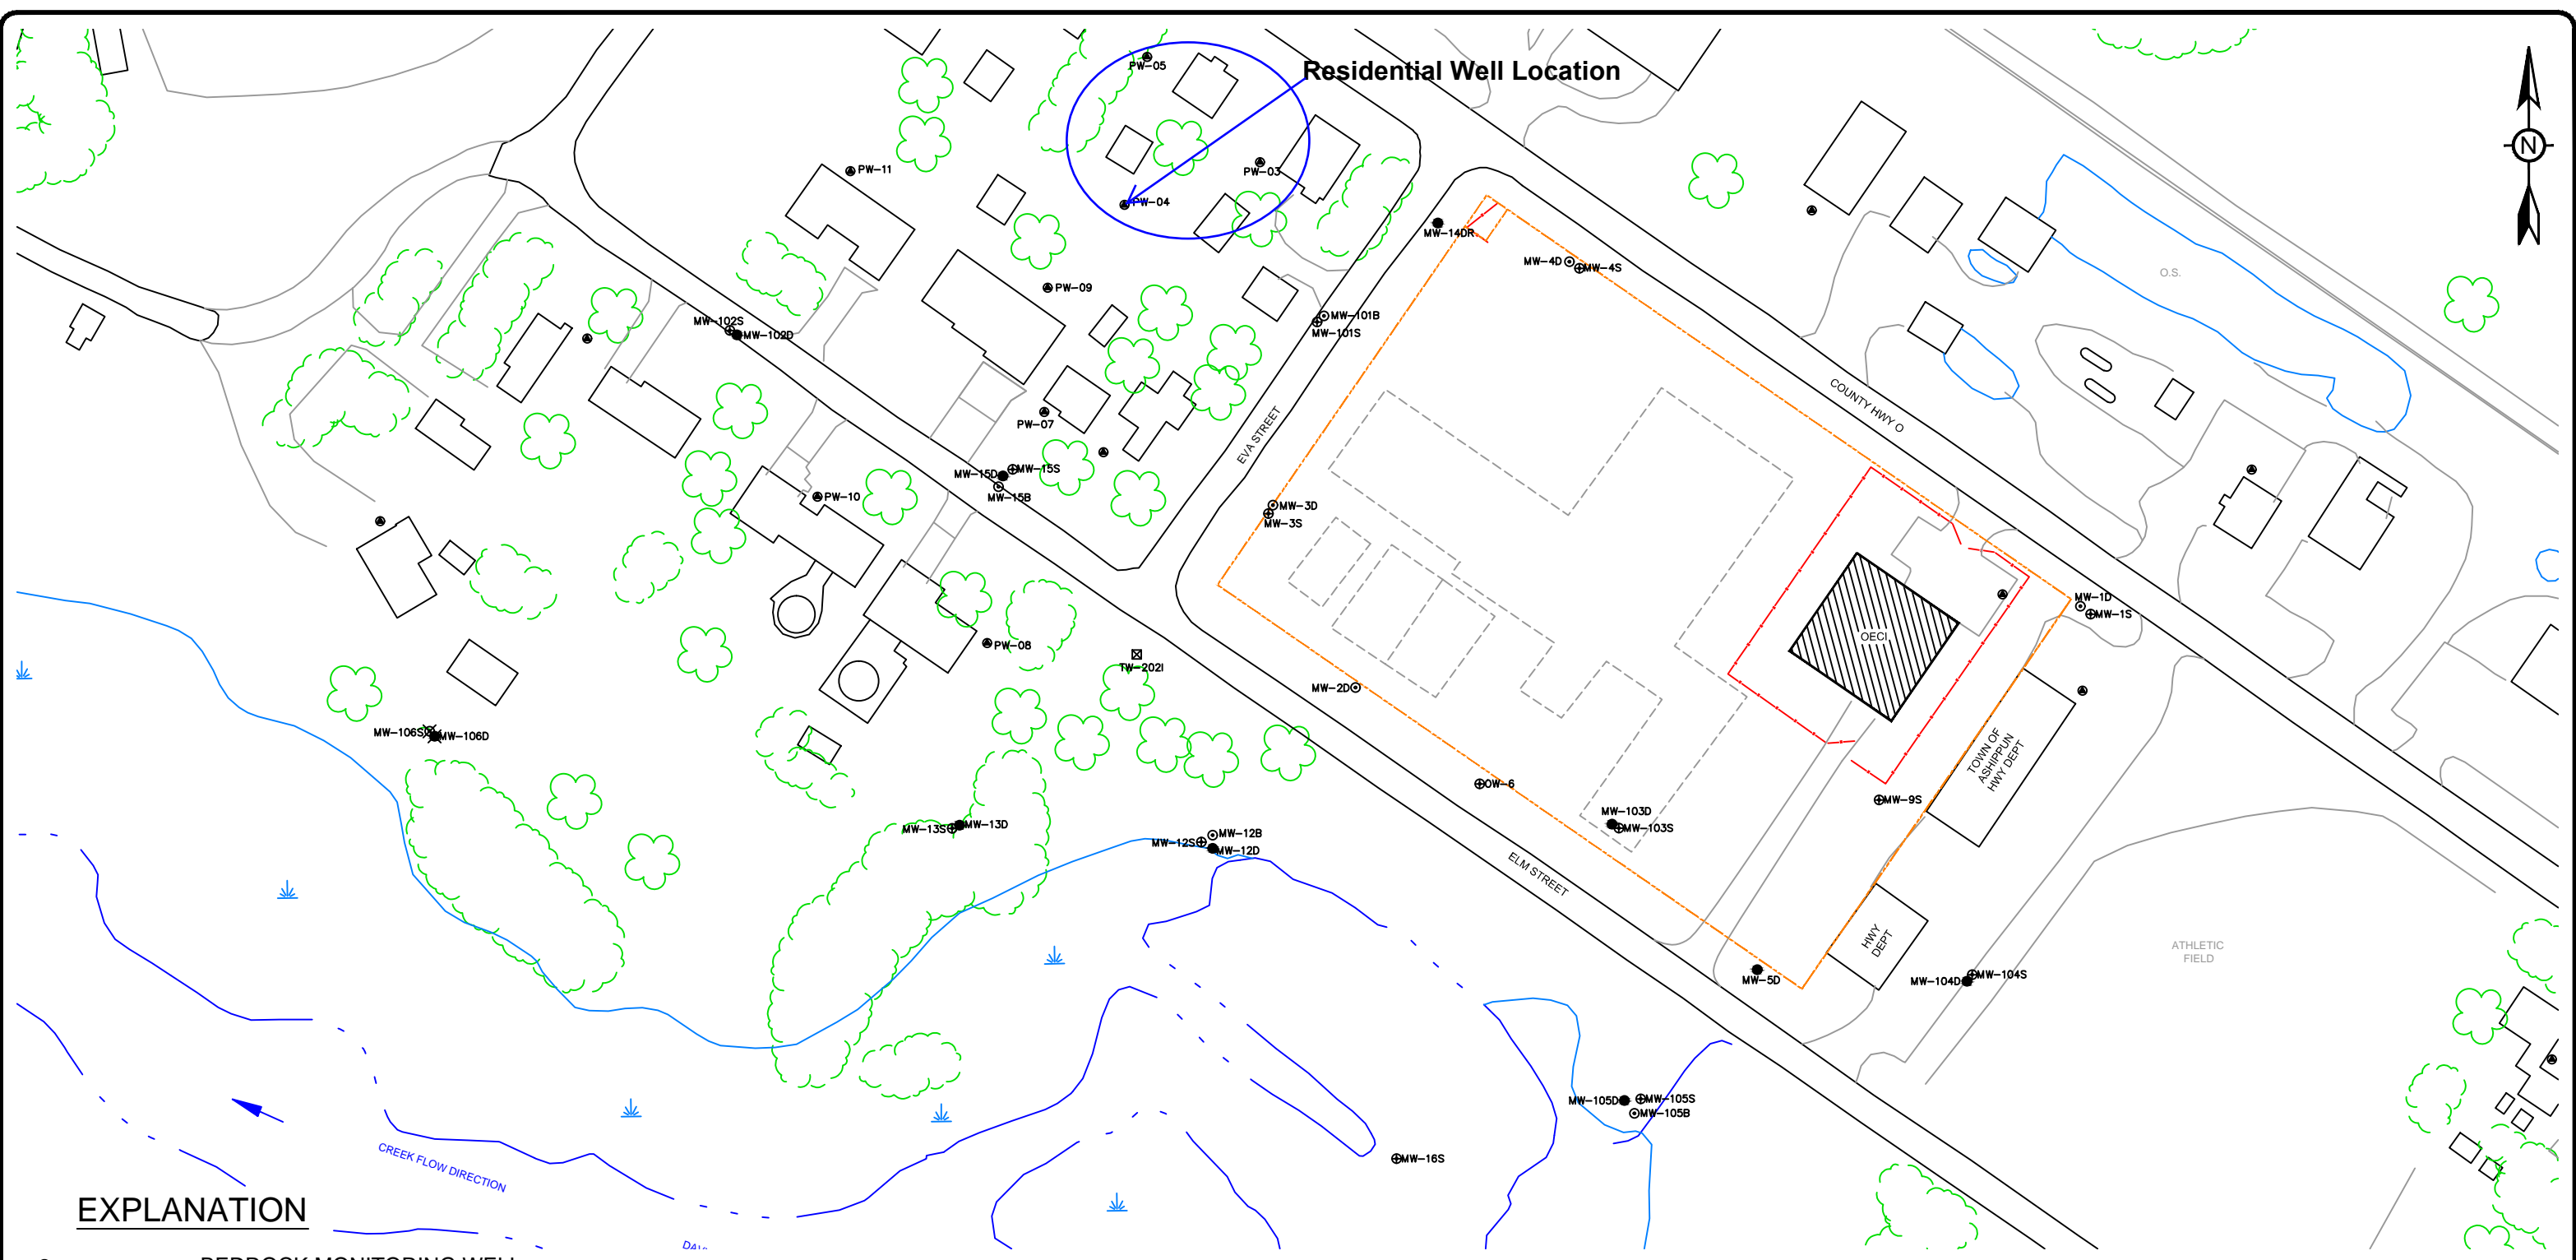 Residential Well Location
PW-05
PW-11
PW-03
PW-04
N
MW-14DR
MW-4D
MW-4S
O.S.
PW-09
MW-102S
MW-102D
MW-101B
MW-101S
COUNTY HWY O
EVA STREET
PW-07
MW-15D
MW-15S
MW-15B
PW-10
MW-3D
MW-3S
MW-1D
MW-1S
OECI
PW-08
TW-202I
MW-2D
MW-106S
MW-106D
TOWN OF
ASHIPPUN
HWY DEPT
OW-6
MW-9S
MW-103D
MW-103S
MW-13S
MW-13D
MW-12B
MW-12S
MW-12D
ELM STREET
HWY
DEPT
ATHLETIC
FIELD
MW-5D
MW-104D
MW-104S
MW-105D
MW-105S
MW-105B
CREEK FLOW DIRECTION
MW-16S
EXPLANATION
BEDROCK MONITORING WELL